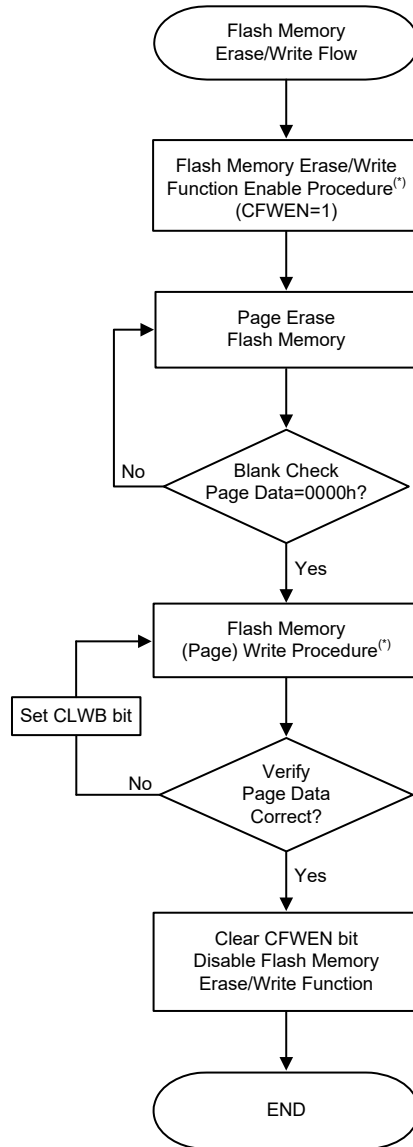 Flash Memory
Erase/Write Flow
Flash Memory Erase/Write
Function Enable Procedure(*)
(CFWEN=1)
Page Erase
Flash Memory
No
Blank Check
Page Data=0000h?
Yes
Flash Memory
(Page) Write Procedure(*)
Set CLWB bit
No
Verify
Page Data
Correct?
Yes
Clear CFWEN bit
Disable Flash Memory
Erase/Write Function
END